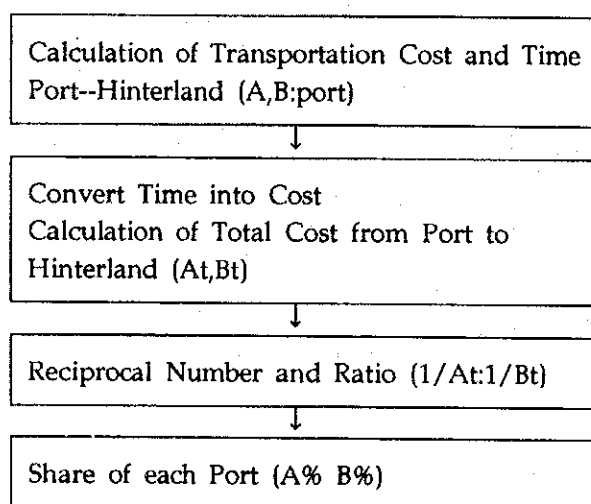 Calculation of Transportation Cost and Time
Port--Hinterland (A,B:port)
↓
Convert Time into Cost
Calculation of Total Cost from Port to
Hinterland (At,Bt)
↓
Reciprocal Number and Ratio (1/At:1/Bt)
↓
Share of each Port (A% B%)